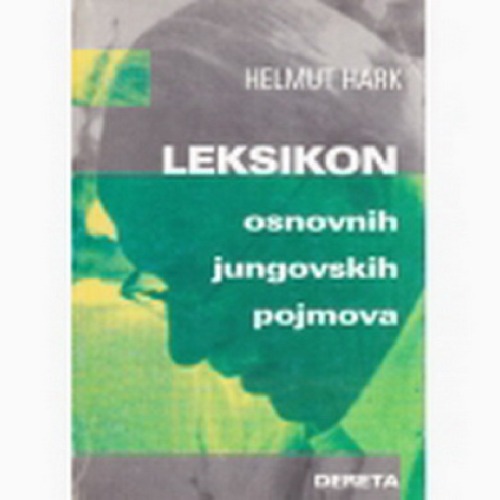 HELMUT HARK
LEKSIKON
osnovnih
jungovskih
pojmova
DERETA